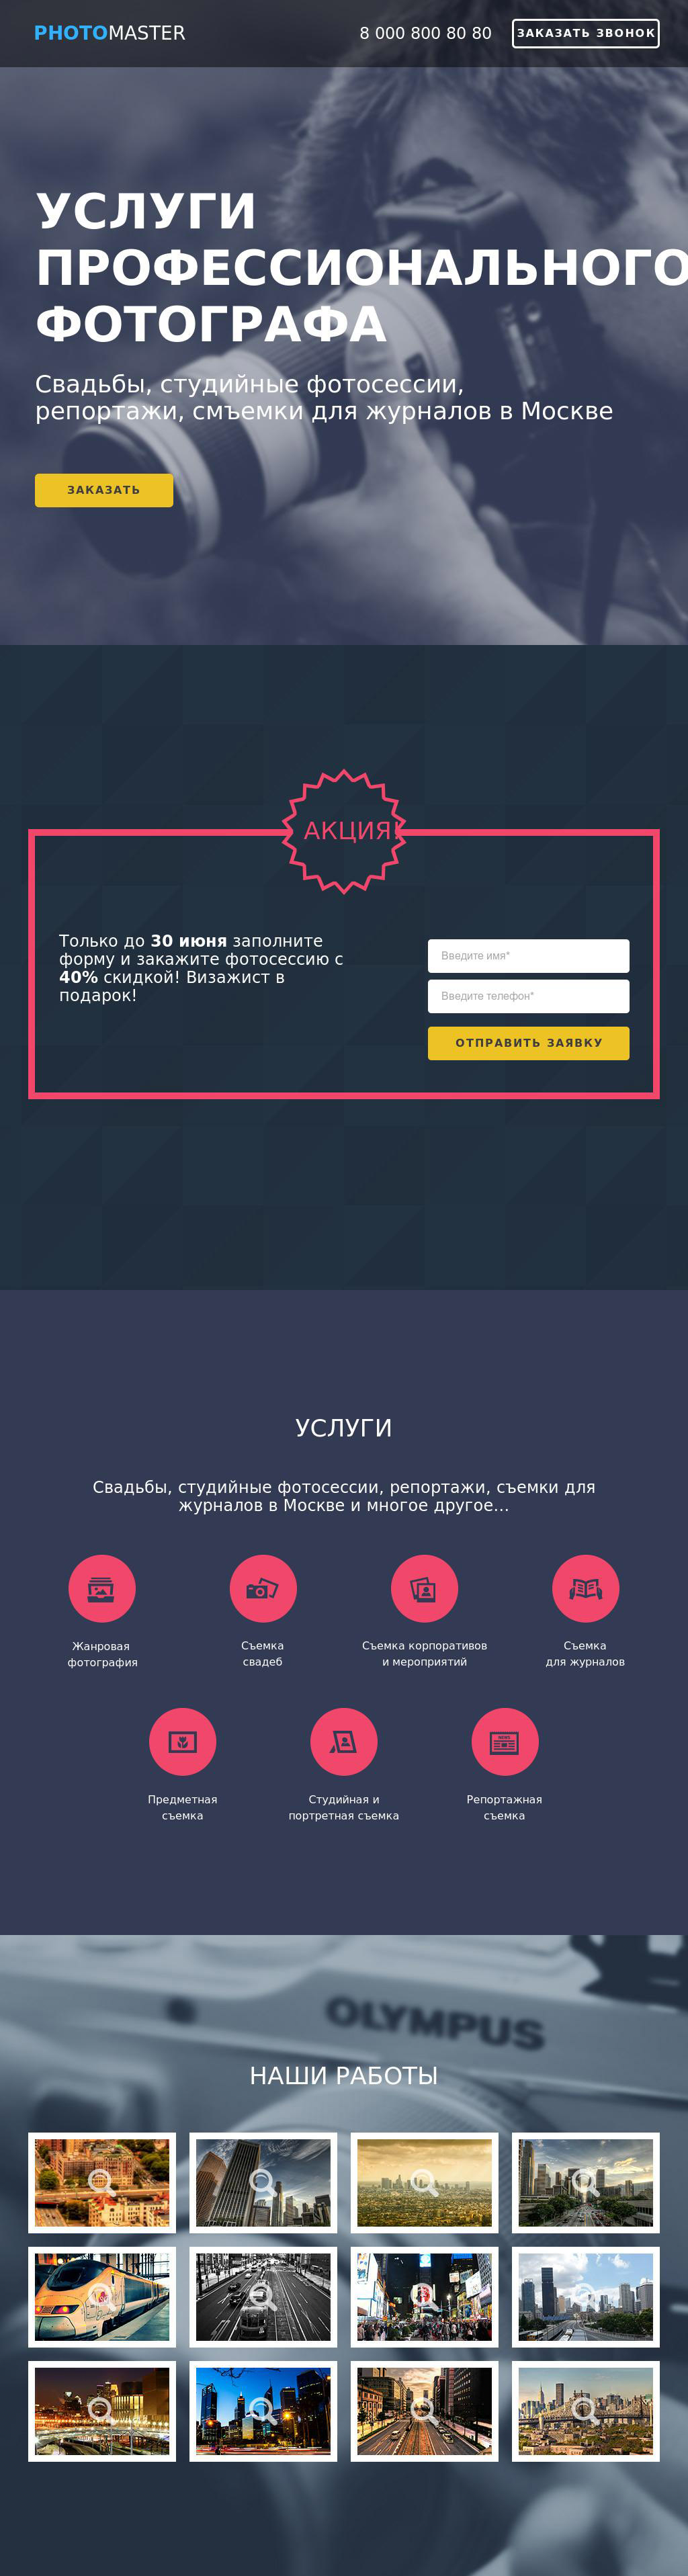 PHOTOMASTER
8 000 800 80 80
ЗАКАЗАТЬ ЗВОНОК
УСЛУГИ
ПРОФЕССИОНАЛЬНОГО
ФОТОГРАФА
Свадьбы, студийные фотосессии,
репортажи, смъемки для журналов в Москве
ЗАКАЗАТЬ
АКЦИЯ!
Только до 30 июня заполните
форму и закажите фотосессию с
40% скидкой! Визажист в
подарок!
Введите имя*
Введите телефон*
ОТПРАВИТЬ ЗАЯВКУ
УСЛУГИ
Свадьбы, студийные фотосессии, репортажи, съемки для
журналов в Москве и многое другое...
Жанровая
фотография
Съемка
свадеб
Съемка корпоративов
и мероприятий
Съемка
для журналов
Предметная
съемка
Студийная и
портретная съемка
NEWS
Репортажная
съемка
OLYMPUS
НАШИ РАБОТЫ